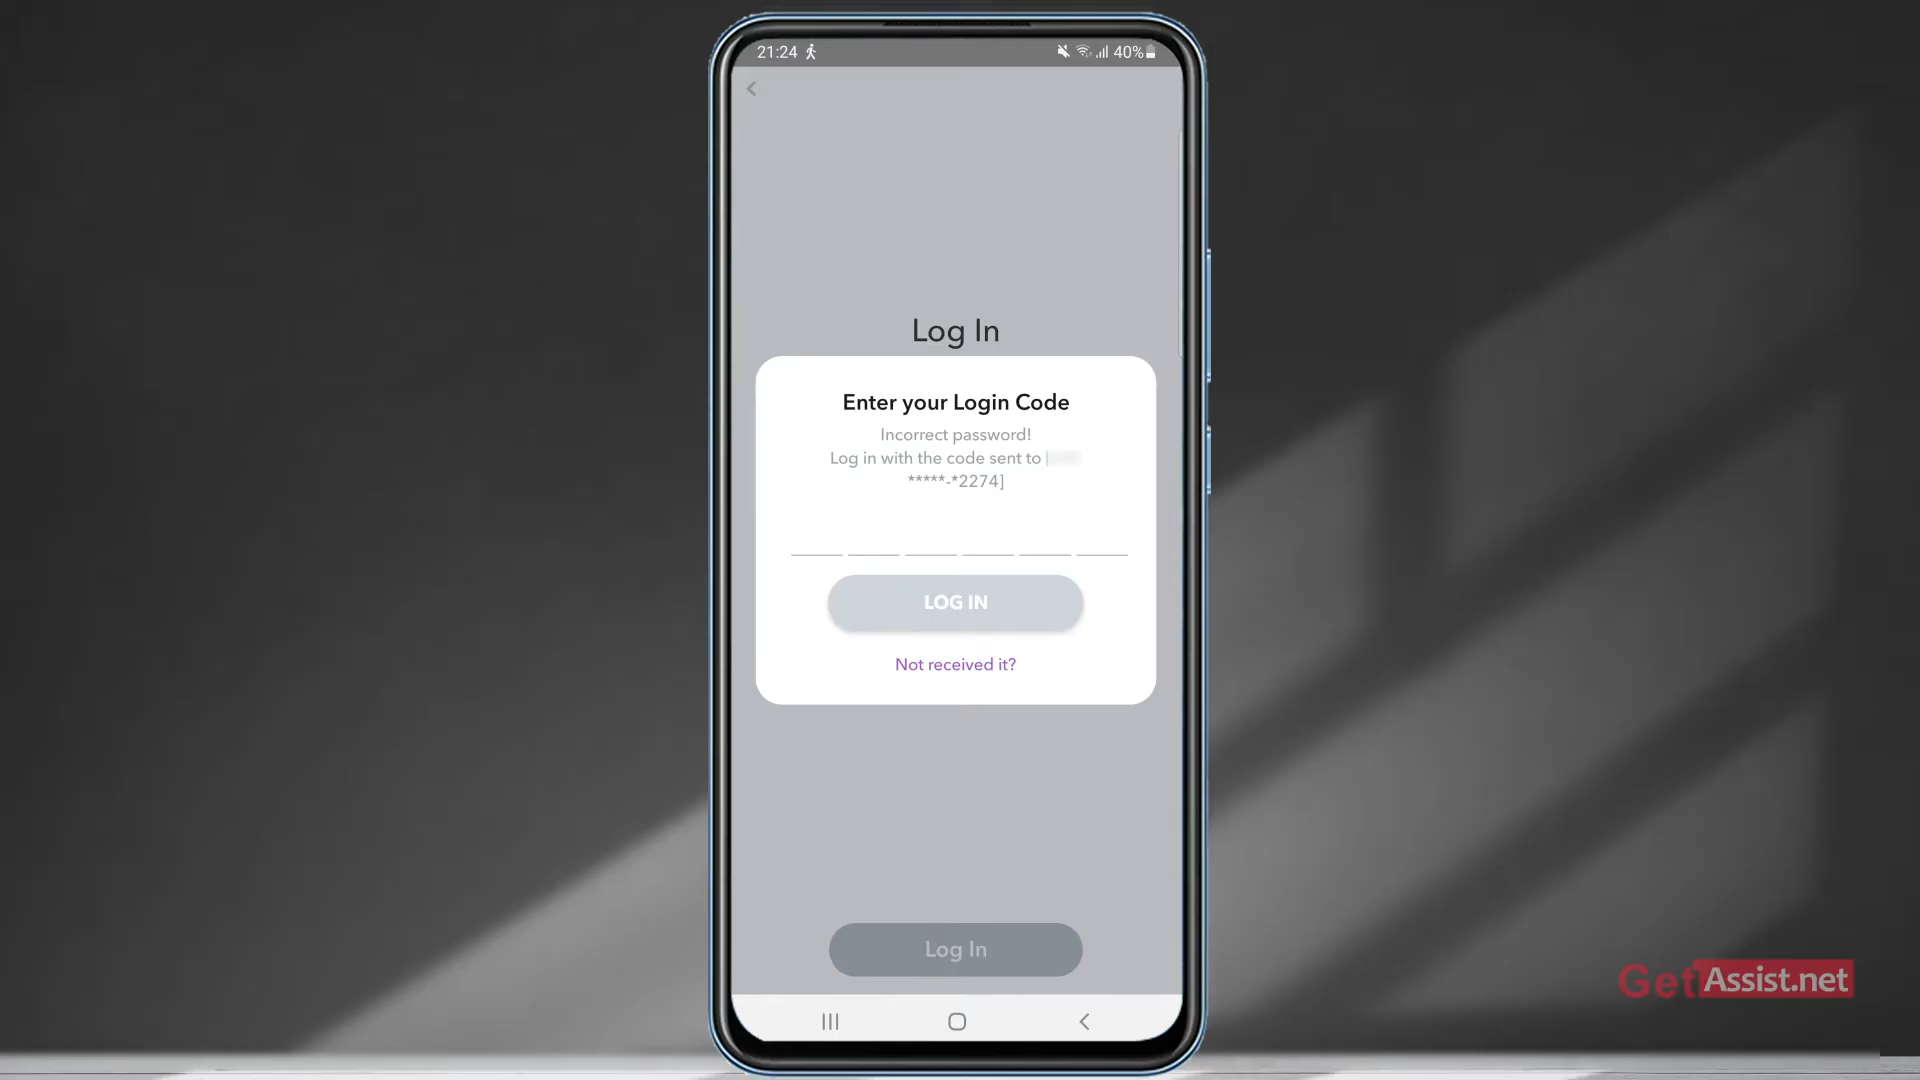 21:24 40%
Log In
Enter your Login Code
Incorrect password!
Log in with the code sent to
*****-*2274]
LOG IN
Not received it?
Log In
GetAssist.net